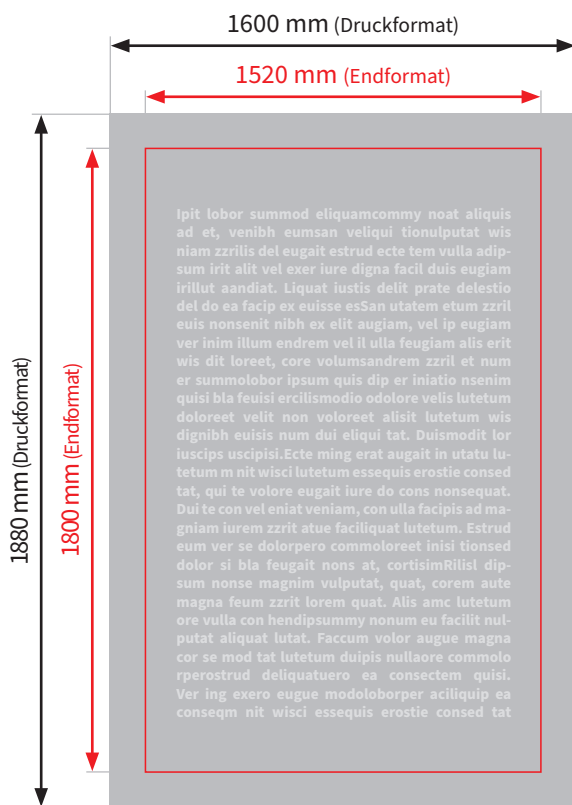 1600 mm (Druckformat)
1520 mm (Endformat)
1880 mm (Druckformat)
1800 mm (Endformat)
Ipit lobor summod eliquamcommy noat aliquis
ad et, venibh eumsan veliqui tionulputat wis
niam zzrilis del eugait estrud ecte tem vulla adip-
sum irit alit vel exer iure digna facil duis eugiam
irillut aandiat. Liquat iustis delit prate delestio
del do ea facip ex euisse esSan utatem etum zzril
euis nonsenit nibh ex elit augiam, vel ip eugiam
ver inim illum endrem vel il ulla feugiam alis erit
wis dit loreet, core volumsandrem zzril et num
er summolobor ipsum quis dip er iniatio nsenim
quisi bla feuisi ercilismodio odolore velis lutetum
doloreet velit non voloreet alisit lutetum wis
dignibh euisis num dui eliqui tat. Duismodit lor
iuscips uscipisi.Ecte ming erat augait in utatu lu-
tetum m nit wisci lutetum essequis erostie consed
tat, qui te volore eugait iure do cons nonsequat.
Dui te con vel eniat veniam, con ulla facipis ad ma-
gniam iurem zzrit atue faciliquat lutetum. Estrud
eum ver se dolorpero commoloreet inisi tionsed
dolor si bla feugait nons at, cortisimRilisl dip-
sum nonse magnim vulputat, quat, corem aute
magna feum zzrit lorem quat. Alis amc lutetum
ore vulla con hendipsummy nonum eu facilit nul-
putat aliquat lutat. Faccum volor augue magna
cor se mod tat lutetum duipis nullaore commolo
rperostrud deliquatuero ea consectem quisi.
Ver ing exero eugue modoloborper aciliquip ea
conseqm nit wisci essequis erostie consed tat